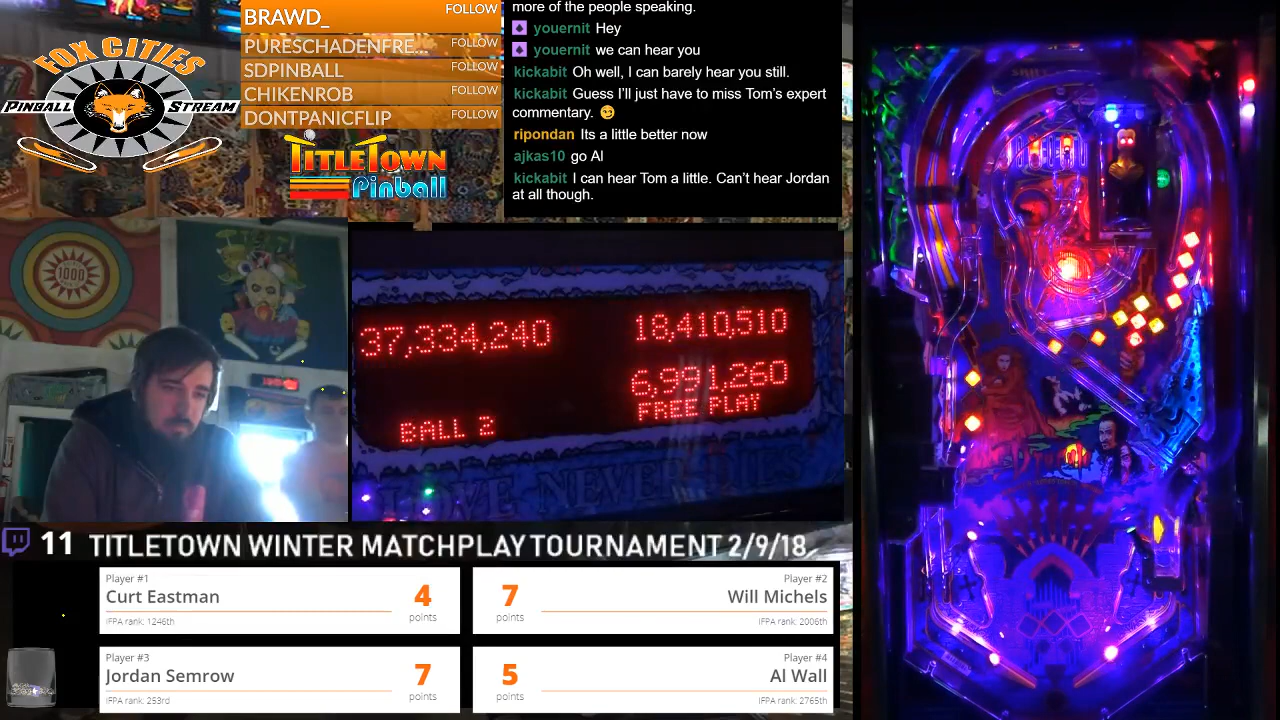 FOX CITIES
PINBALL STREAM
BRAWD_ FOLLOW
PURESCHADENFRE... FOLLOW
SDPINBALL FOLLOW
CHIKENROB FOLLOW
DONTPANICFLIP FOLLOW
TITLETOWN
Pinball
more of the people speaking.
youernit Hey
youernit we can hear you
kickabit Oh well, I can barely hear you still.
kickabit Guess I'll just have to miss Tom's expert
commentary. 😏
ripondan Its a little better now
ajkas10 go Al
kickabit I can hear Tom a little. Can't hear Jordan
at all though.
1000
37,334,240 18,410,510
6,991,260
BALL 2 FREE PLAY
LOVE NEVER DIES
11 TITLETOWN WINTER MATCHPLAY TOURNAMENT 2/9/18
Player #1
Curt Eastman 4
IFPA rank: 1246th points
Player #2
7 Will Michels
points IFPA rank: 2006th
Player #3
Jordan Semrow 7
IFPA rank: 253rd points
Player #4
5 Al Wall
points IFPA rank: 2765th